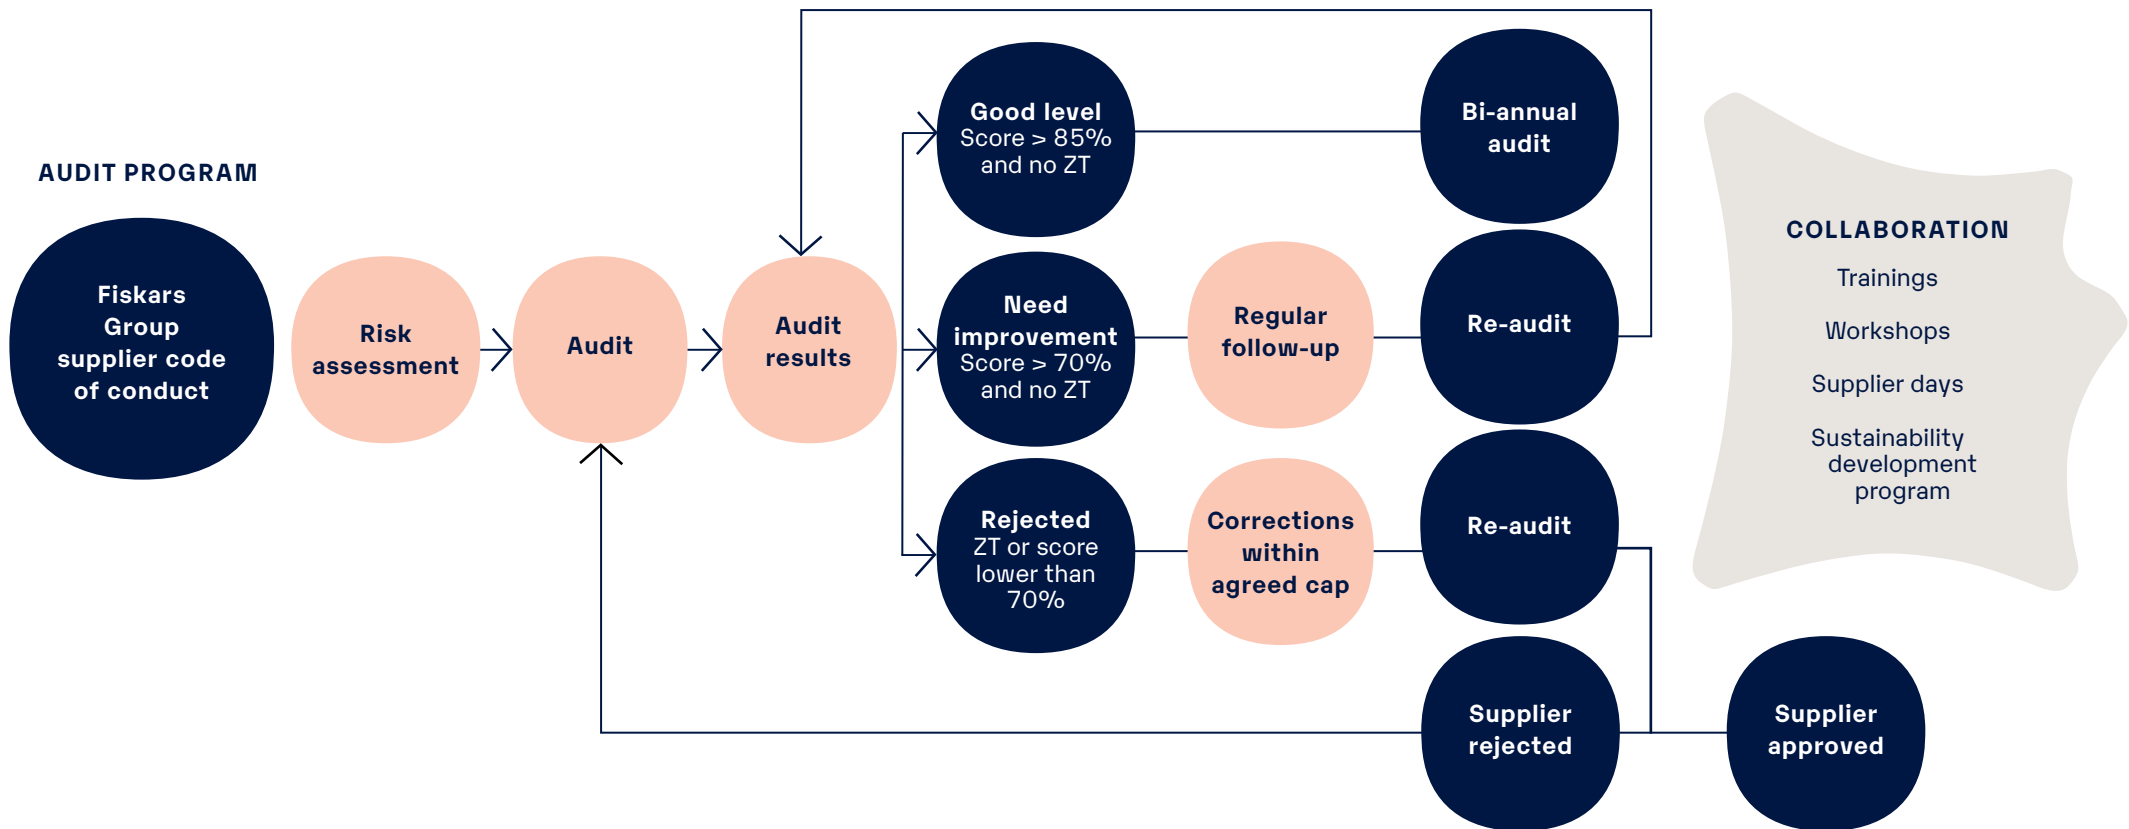 AUDIT PROGRAM
Fiskars
Group
supplier code
of conduct
Risk
assessment
Audit
Audit
results
Good level
Score > 85%
and no ZT
Bi-annual
audit
Need
improvement
Score > 70%
and no ZT
Regular
follow-up
Re-audit
Rejected
ZT or score
lower than
70%
Corrections
within
agreed cap
Re-audit
Supplier
rejected
Supplier
approved
COLLABORATION
Trainings
Workshops
Supplier days
Sustainability
development
program